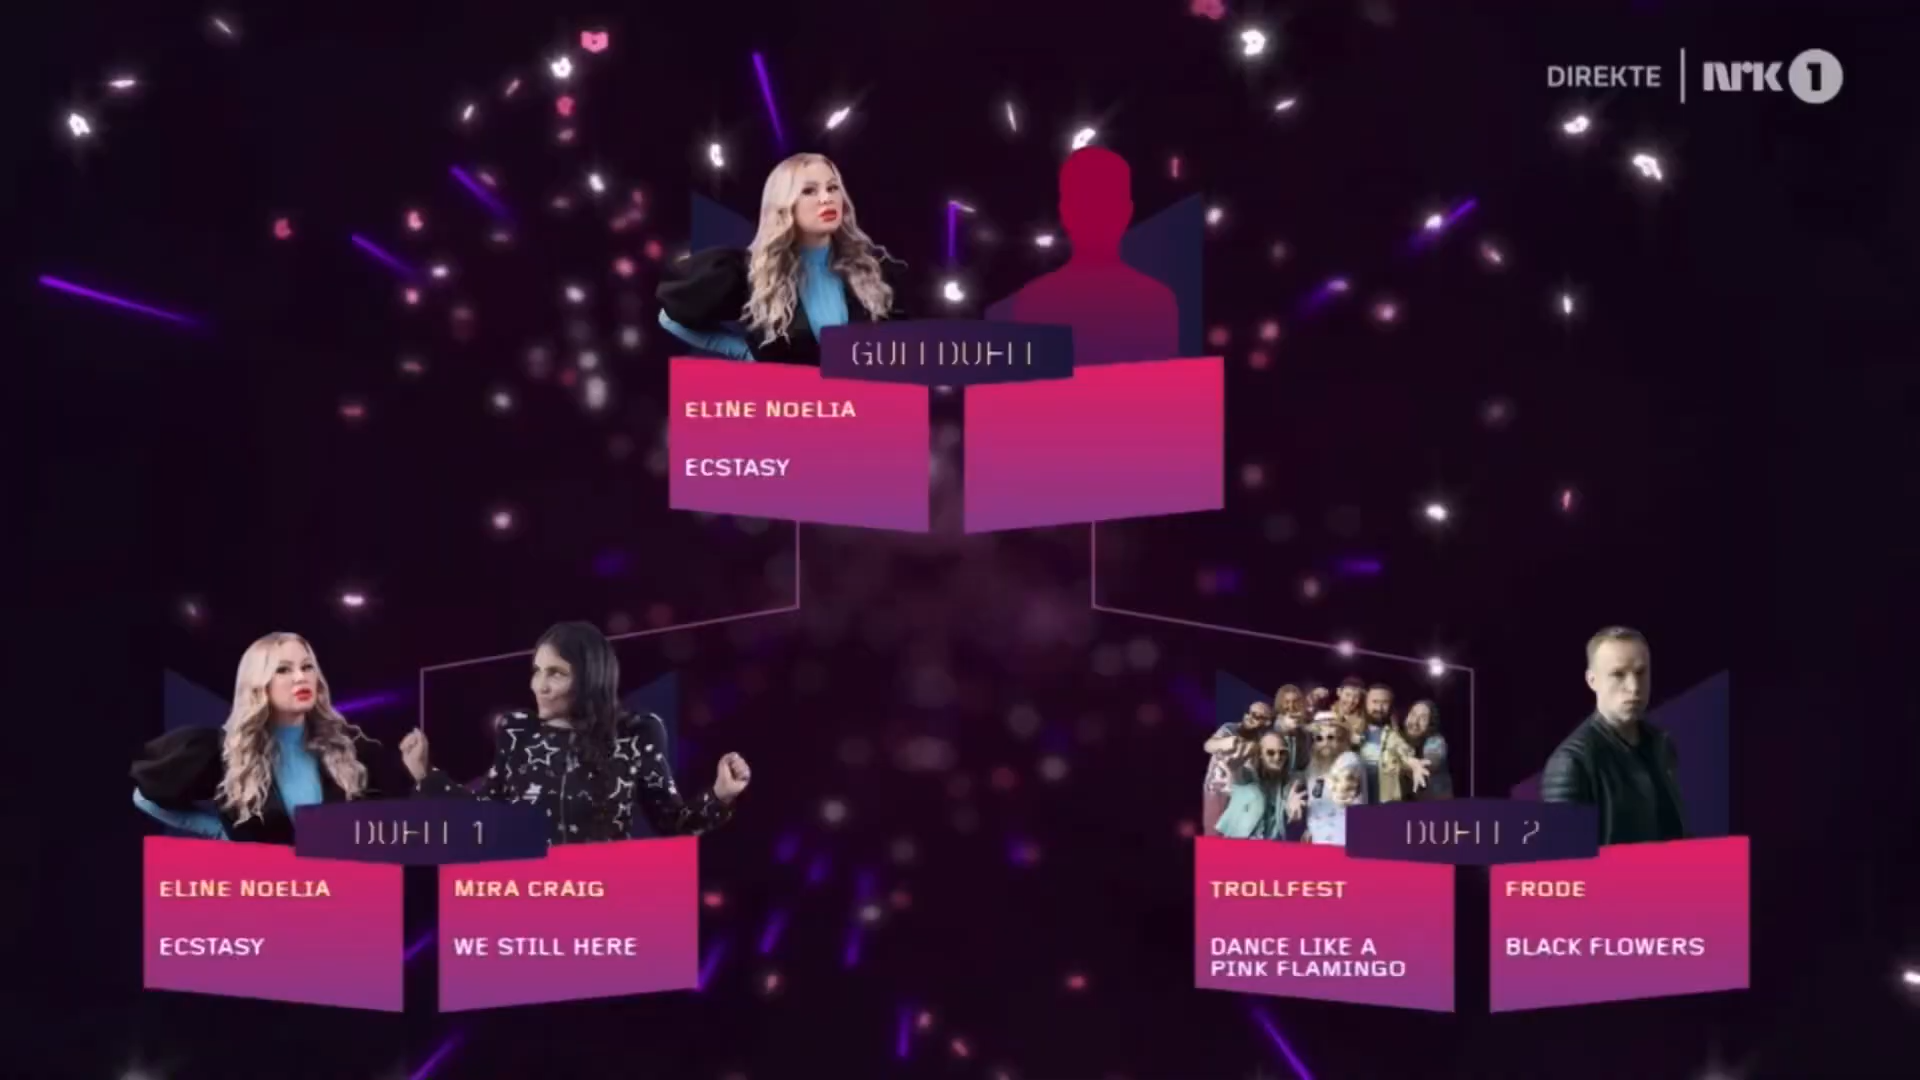 DIREKTE | NRK 1
GULLDUELL
ELINE NOELIA
ECSTASY
DUELL 1
ELINE NOELIA
ECSTASY
MIRA CRAIG
WE STILL HERE
DUELL 2
TROLLFEST
DANCE LIKE A
PINK FLAMINGO
FRODE
BLACK FLOWERS